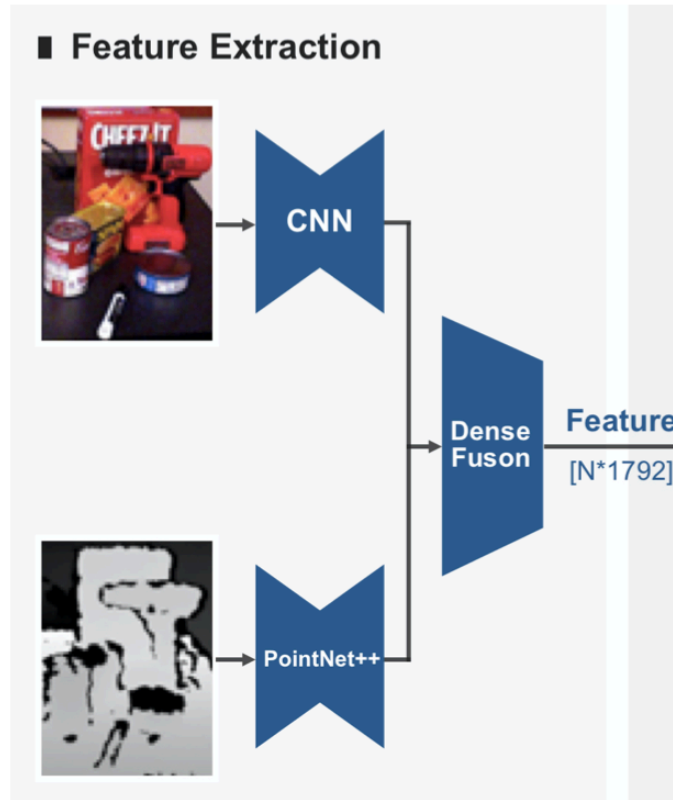 Feature Extraction
CHEEZ-IT
CNN
Dense
Fuson
Feature
[N*1792]
PointNet++